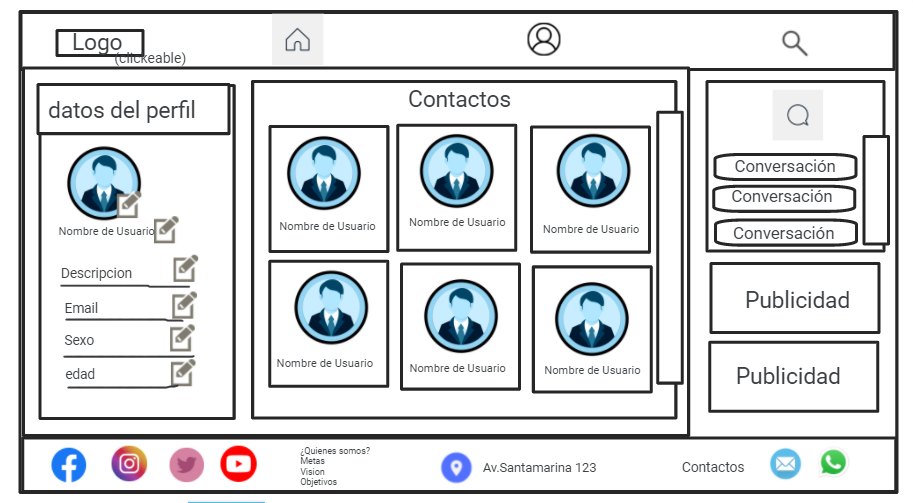 Logo
(clickeable)
datos del perfil
Nombre de Usuario
Descripcion
Email
Sexo
edad
Contactos
Nombre de Usuario
Nombre de Usuario
Nombre de Usuario
Nombre de Usuario
Nombre de Usuario
Nombre de Usuario
Conversación
Conversación
Conversación
Publicidad
Publicidad
¿Quienes somos?
Metas
Vision
Objetivos
Av.Santamarina 123
Contactos